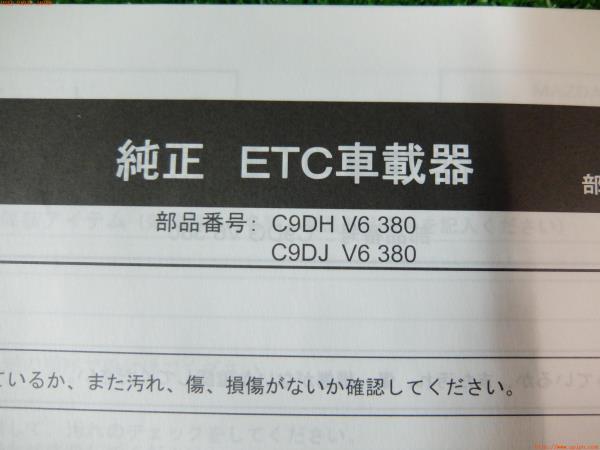 純正 ETC車載器
部
部品番号: C9DH V6 380
C9DJ V6 380
ているか、また汚れ、傷、損傷がないか確認してください。